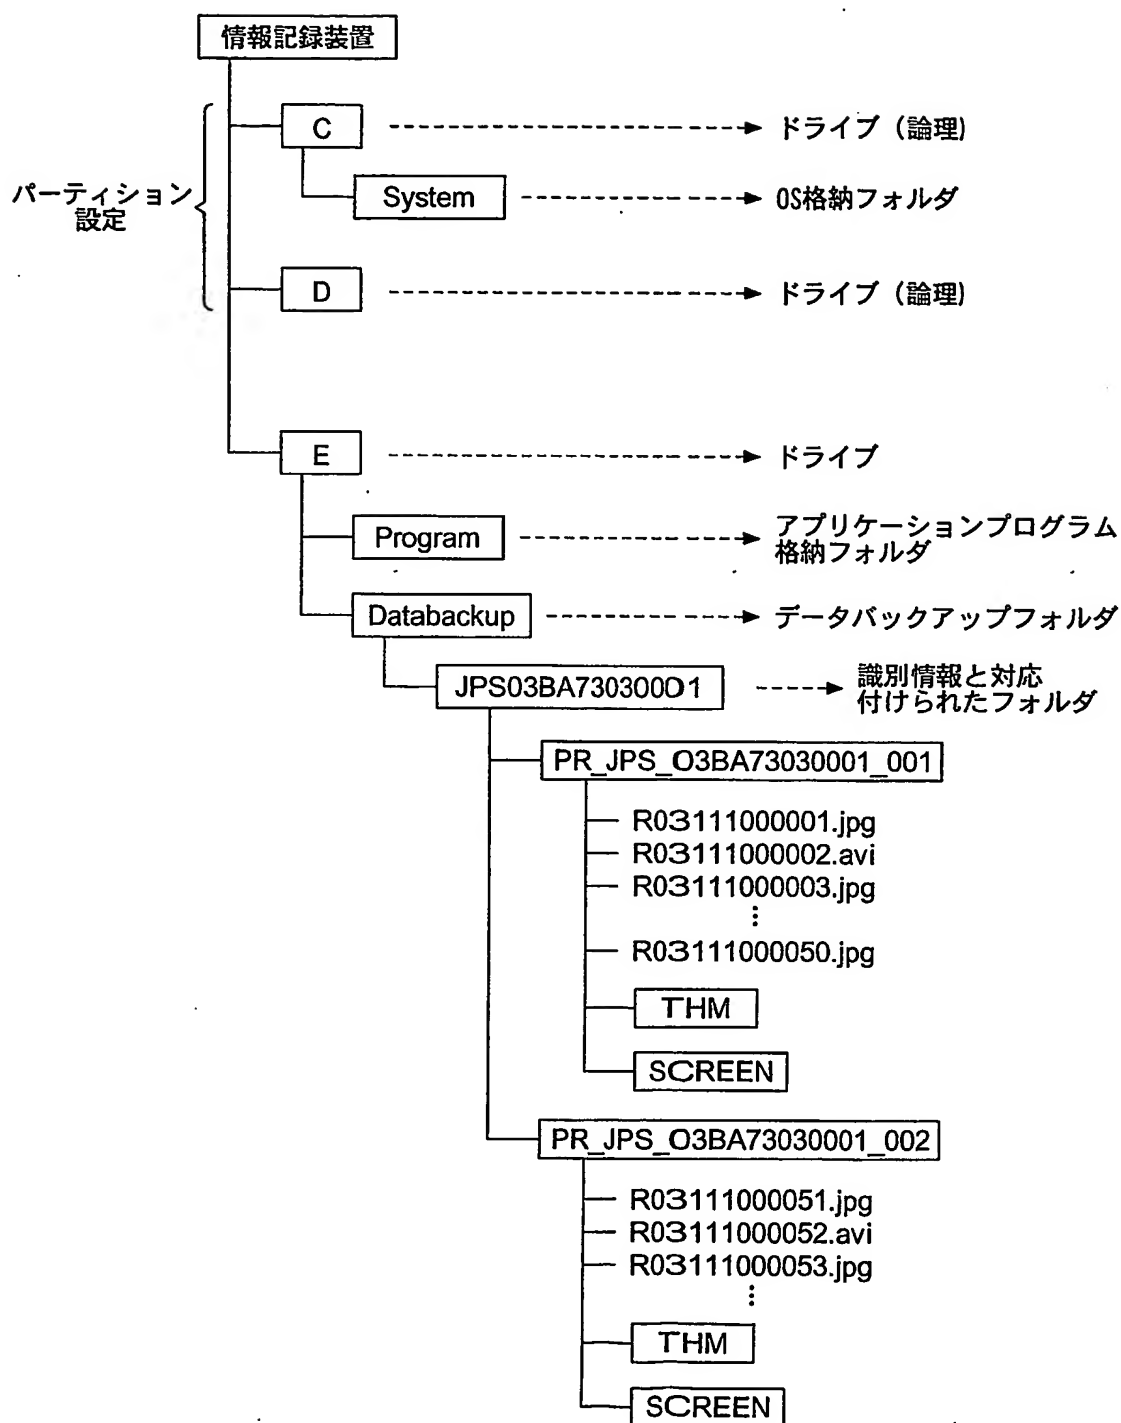 情報記録装置
C
ドライブ (論理)
パーティション
設定
System
OS格納フォルダ
D
ドライブ (論理)
E
ドライブ
Program
アプリケーションプログラム
格納フォルダ
Databackup
データバックアップフォルダ
JPS03BA73030001
識別情報と対応
付けられたフォルダ
PR_JPS_03BA73030001_001
R03111000001.jpg
R03111000002.avi
R03111000003.jpg
⋮
R03111000050.jpg
THM
SCREEN
PR_JPS_03BA73030001_002
R03111000051.jpg
R03111000052.avi
R03111000053.jpg
⋮
THM
SCREEN